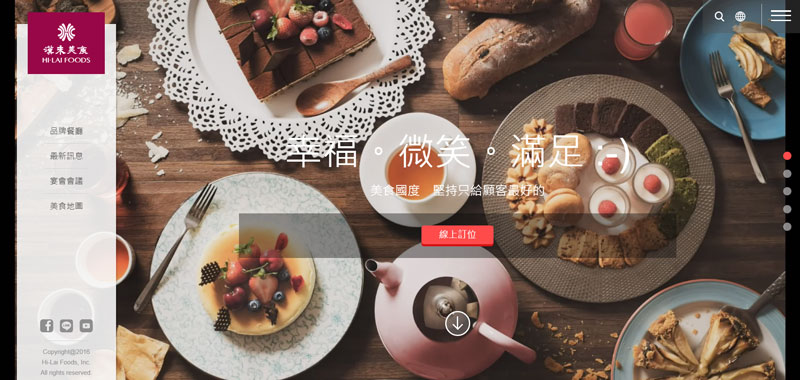 漢來美食
HI-LAI FOODS
品牌餐廳
最新訊息
宴會會議
美食地圖
幸福。微笑。滿足 :-)
美食國度 堅持只給顧客最好的
線上訂位
Copyright@2016
Hi-Lai Foods, Inc.
All rights reserved.